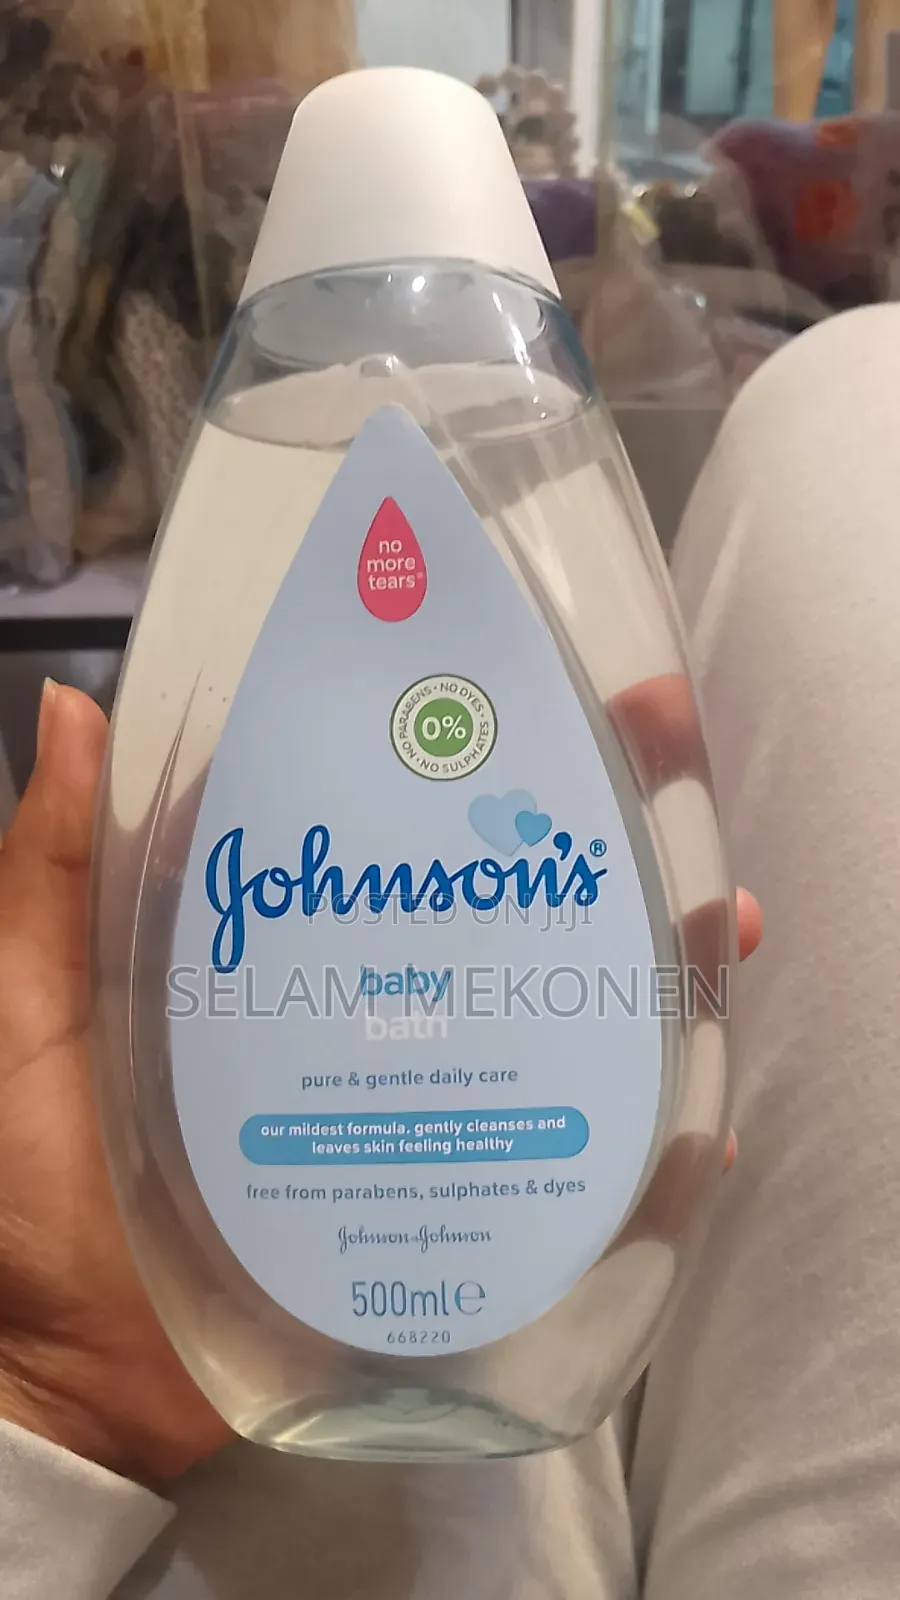 no
more
tears®
NO PARABENS • NO DYES • NO SULPHATES •
0%
Johnson's®
POSTED ON JIJI
baby
SELAM MEKONEN
bath
pure & gentle daily care
our mildest formula. gently cleanses and
leaves skin feeling healthy
free from parabens, sulphates & dyes
Johnson & Johnson
500ml℮
668220